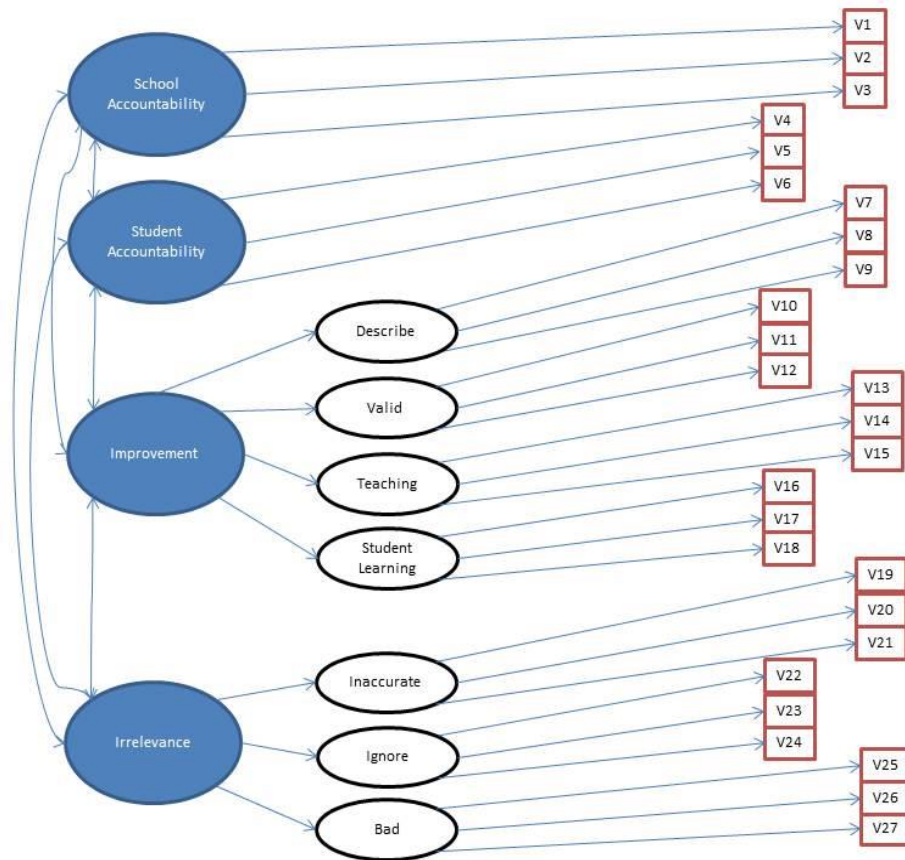 School
Accountability
V1
V2
V3
Student
Accountability
V4
V5
V6
Improvement
Describe
V7
V8
V9
Valid
V10
V11
V12
Teaching
V13
V14
V15
Student
Learning
V16
V17
V18
Irrelevance
Inaccurate
V19
V20
V21
Ignore
V22
V23
V24
Bad
V25
V26
V27